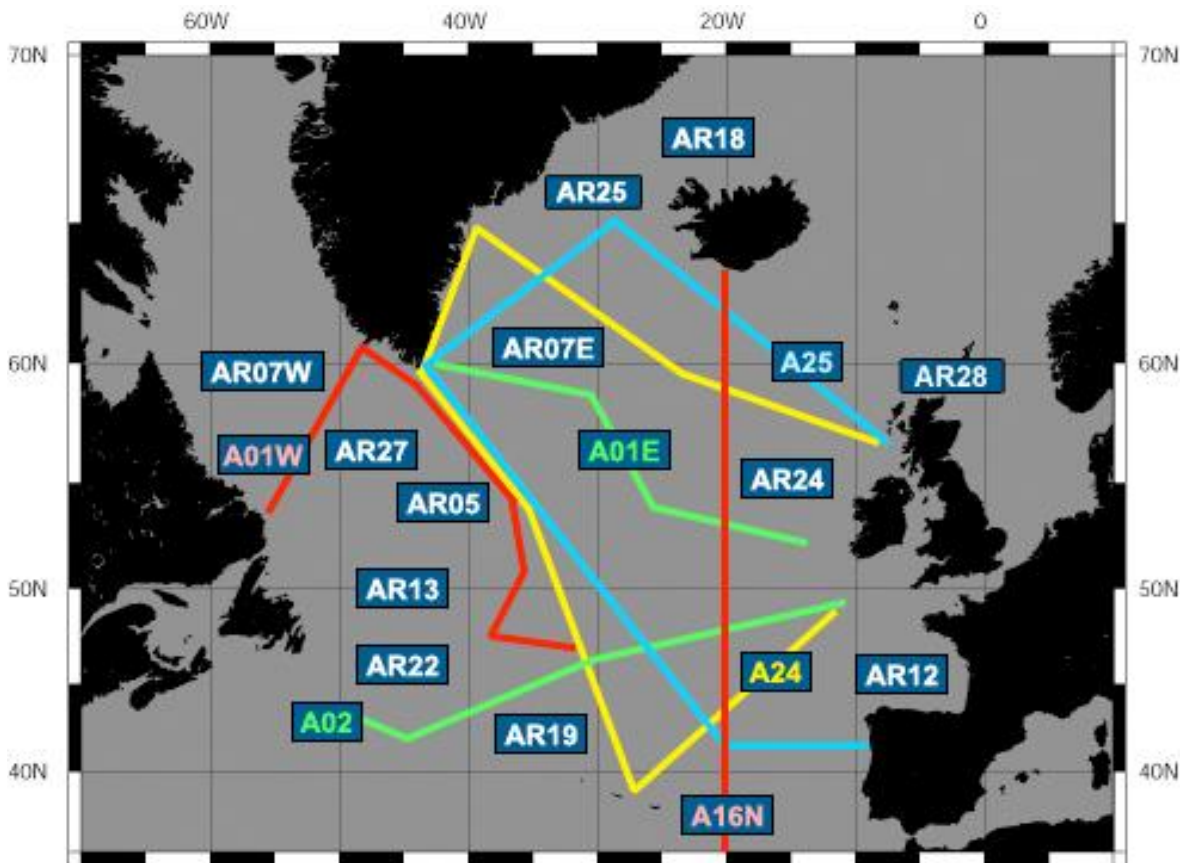 60W 40W 20W 0
70N 70N
AR18
AR25
AR07E
60N 60N
AR07W A25 AR28
A01W AR27 A01E
AR24
AR05
50N AR13 50N
AR22 A24 AR12
A02 AR19
40N 40N
A16N